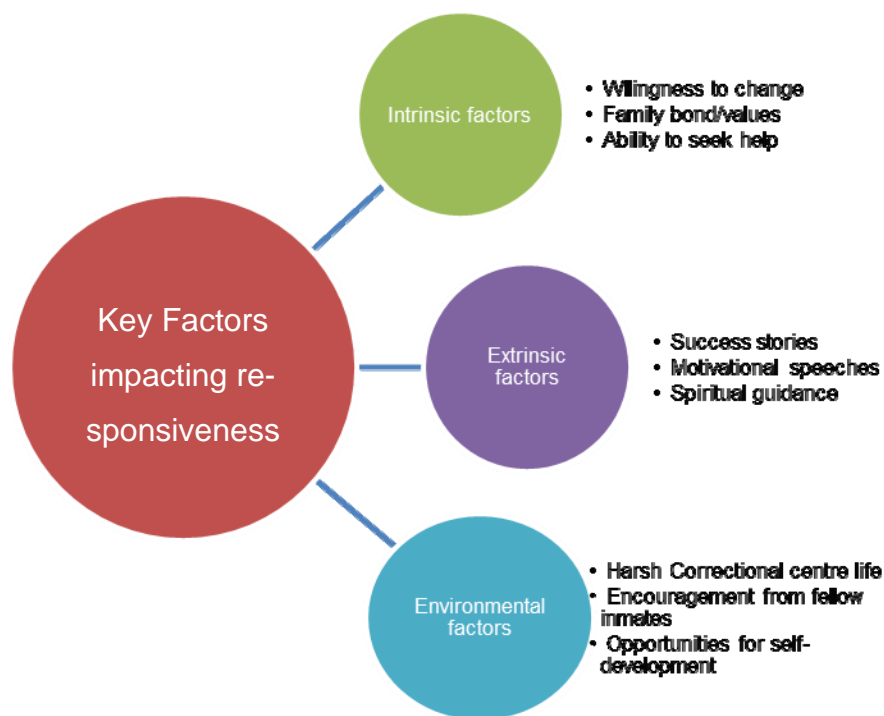 Key Factors
impacting re-
sponsiveness
Intrinsic factors
• Willingness to change
• Family bond/values
• Ability to seek help
Extrinsic
factors
• Success stories
• Motivational speeches
• Spiritual guidance
Environmental
factors
• Harsh Correctional centre life
• Encouragement from fellow
inmates
• Opportunities for self-
development